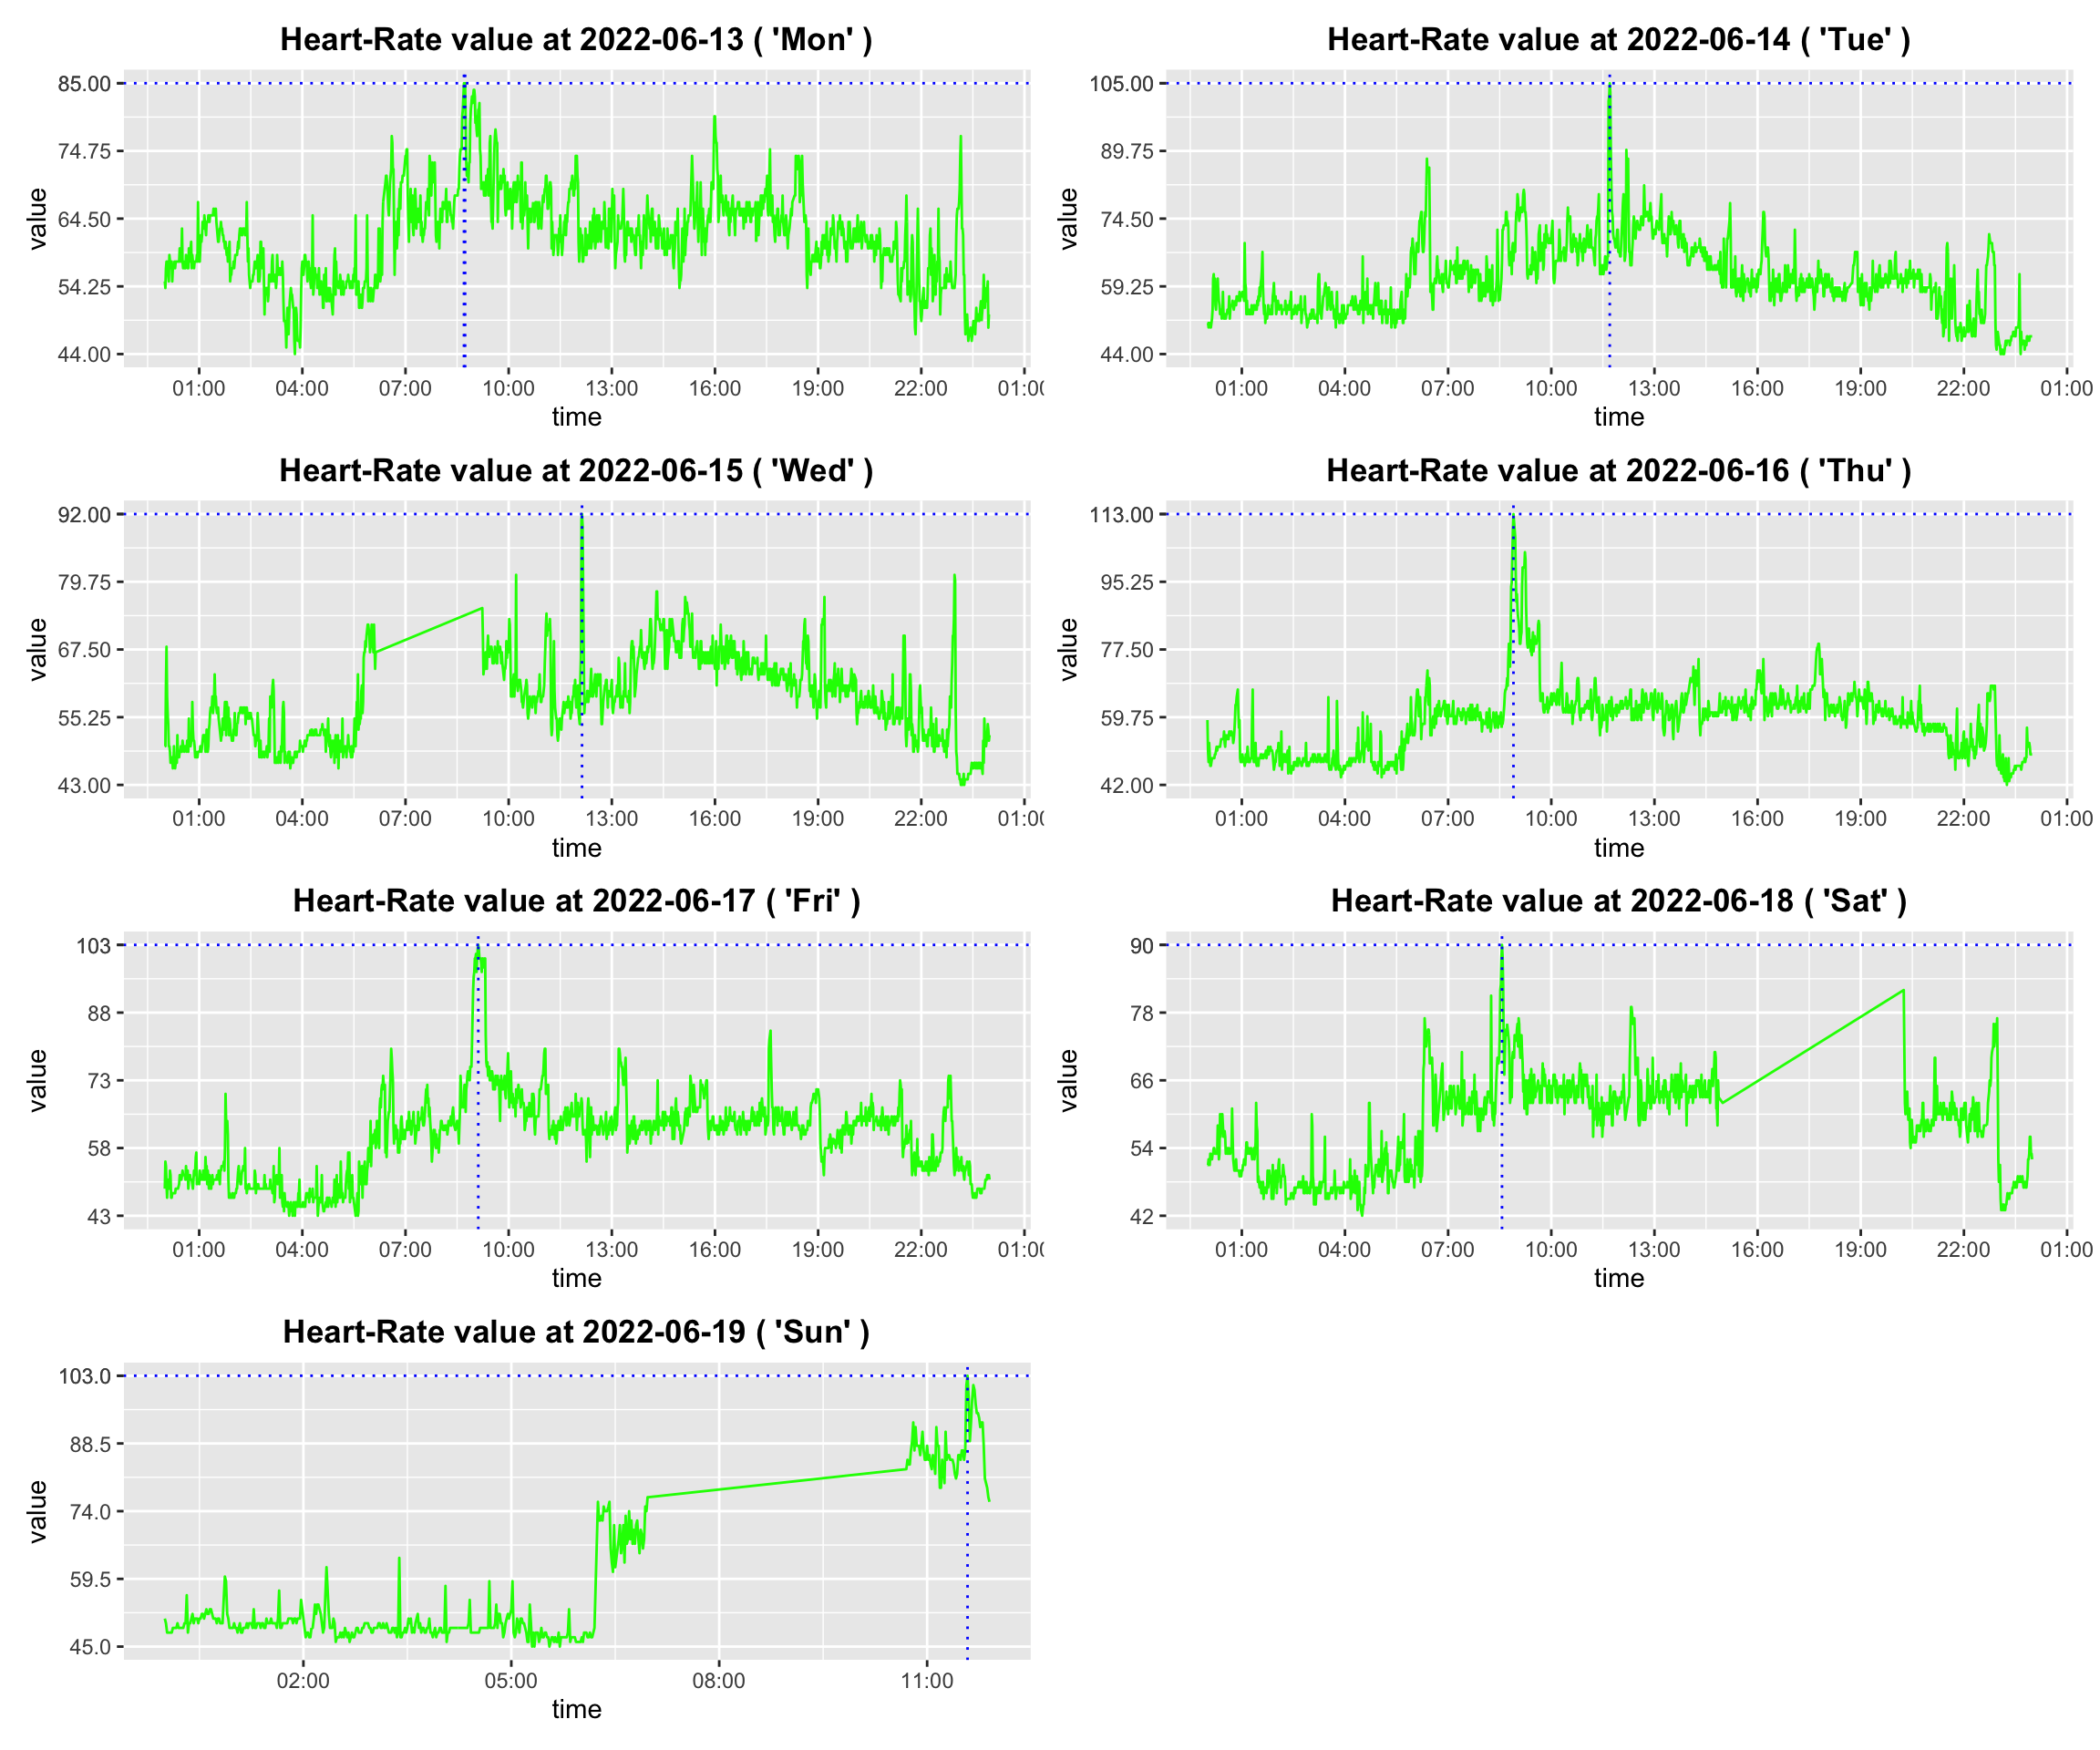 Heart-Rate value at 2022-06-13 ( 'Mon' )
85.00
74.75
64.50
54.25
44.00
value
01:00 04:00 07:00 10:00 13:00 16:00 19:00 22:00 01:00
time
Heart-Rate value at 2022-06-14 ( 'Tue' )
105.00
89.75
74.50
59.25
44.00
value
01:00 04:00 07:00 10:00 13:00 16:00 19:00 22:00 01:00
time
Heart-Rate value at 2022-06-15 ( 'Wed' )
92.00
79.75
67.50
55.25
43.00
value
01:00 04:00 07:00 10:00 13:00 16:00 19:00 22:00 01:00
time
Heart-Rate value at 2022-06-16 ( 'Thu' )
113.00
95.25
77.50
59.75
42.00
value
01:00 04:00 07:00 10:00 13:00 16:00 19:00 22:00 01:00
time
Heart-Rate value at 2022-06-17 ( 'Fri' )
103
88
73
58
43
value
01:00 04:00 07:00 10:00 13:00 16:00 19:00 22:00 01:00
time
Heart-Rate value at 2022-06-18 ( 'Sat' )
90
78
66
54
42
value
01:00 04:00 07:00 10:00 13:00 16:00 19:00 22:00 01:00
time
Heart-Rate value at 2022-06-19 ( 'Sun' )
103.0
88.5
74.0
59.5
45.0
value
02:00 05:00 08:00 11:00
time